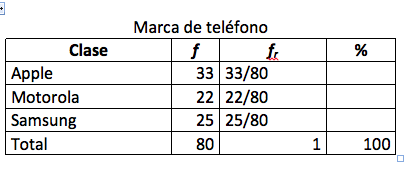 Marca de teléfono
Clase f fr %
Apple 33 33/80
Motorola 22 22/80
Samsung 25 25/80
Total 80 1 100